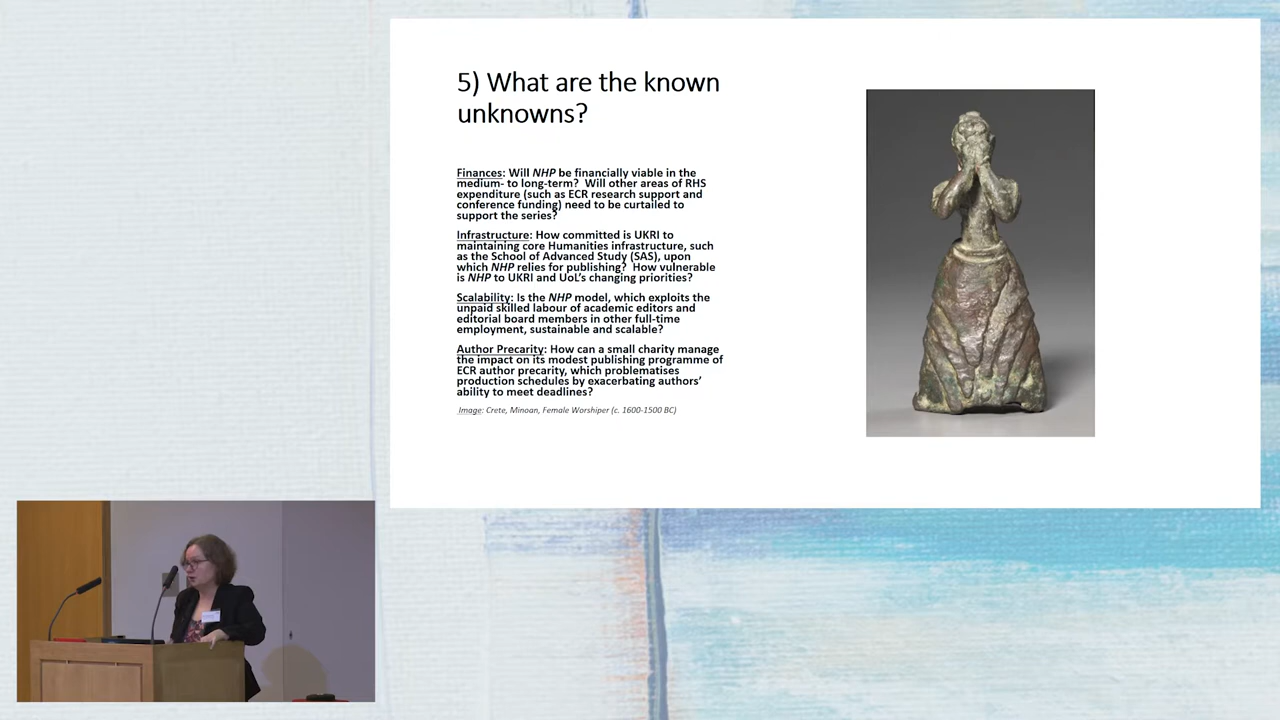 5) What are the known
unknowns?
Finances: Will NHP be financially viable in the
medium- to long-term? Will other areas of RHS
expenditure (such as ECR research support and
conference funding) need to be curtailed to
support the series?
Infrastructure: How committed is UKRI to
maintaining core Humanities infrastructure, such
as the School of Advanced Study (SAS), upon
which NHP relies for publishing? How vulnerable
is NHP to UKRI and UoL's changing priorities?
Scalability: Is the NHP model, which exploits the
unpaid skilled labour of academic editors and
editorial board members in other full-time
employment, sustainable and scalable?
Author Precarity: How can a small charity manage
the impact on its modest publishing programme of
ECR author precarity, which problematises
production schedules by exacerbating authors'
ability to meet deadlines?
Image: Crete, Minoan, Female Worshiper (c. 1600-1500 BC)